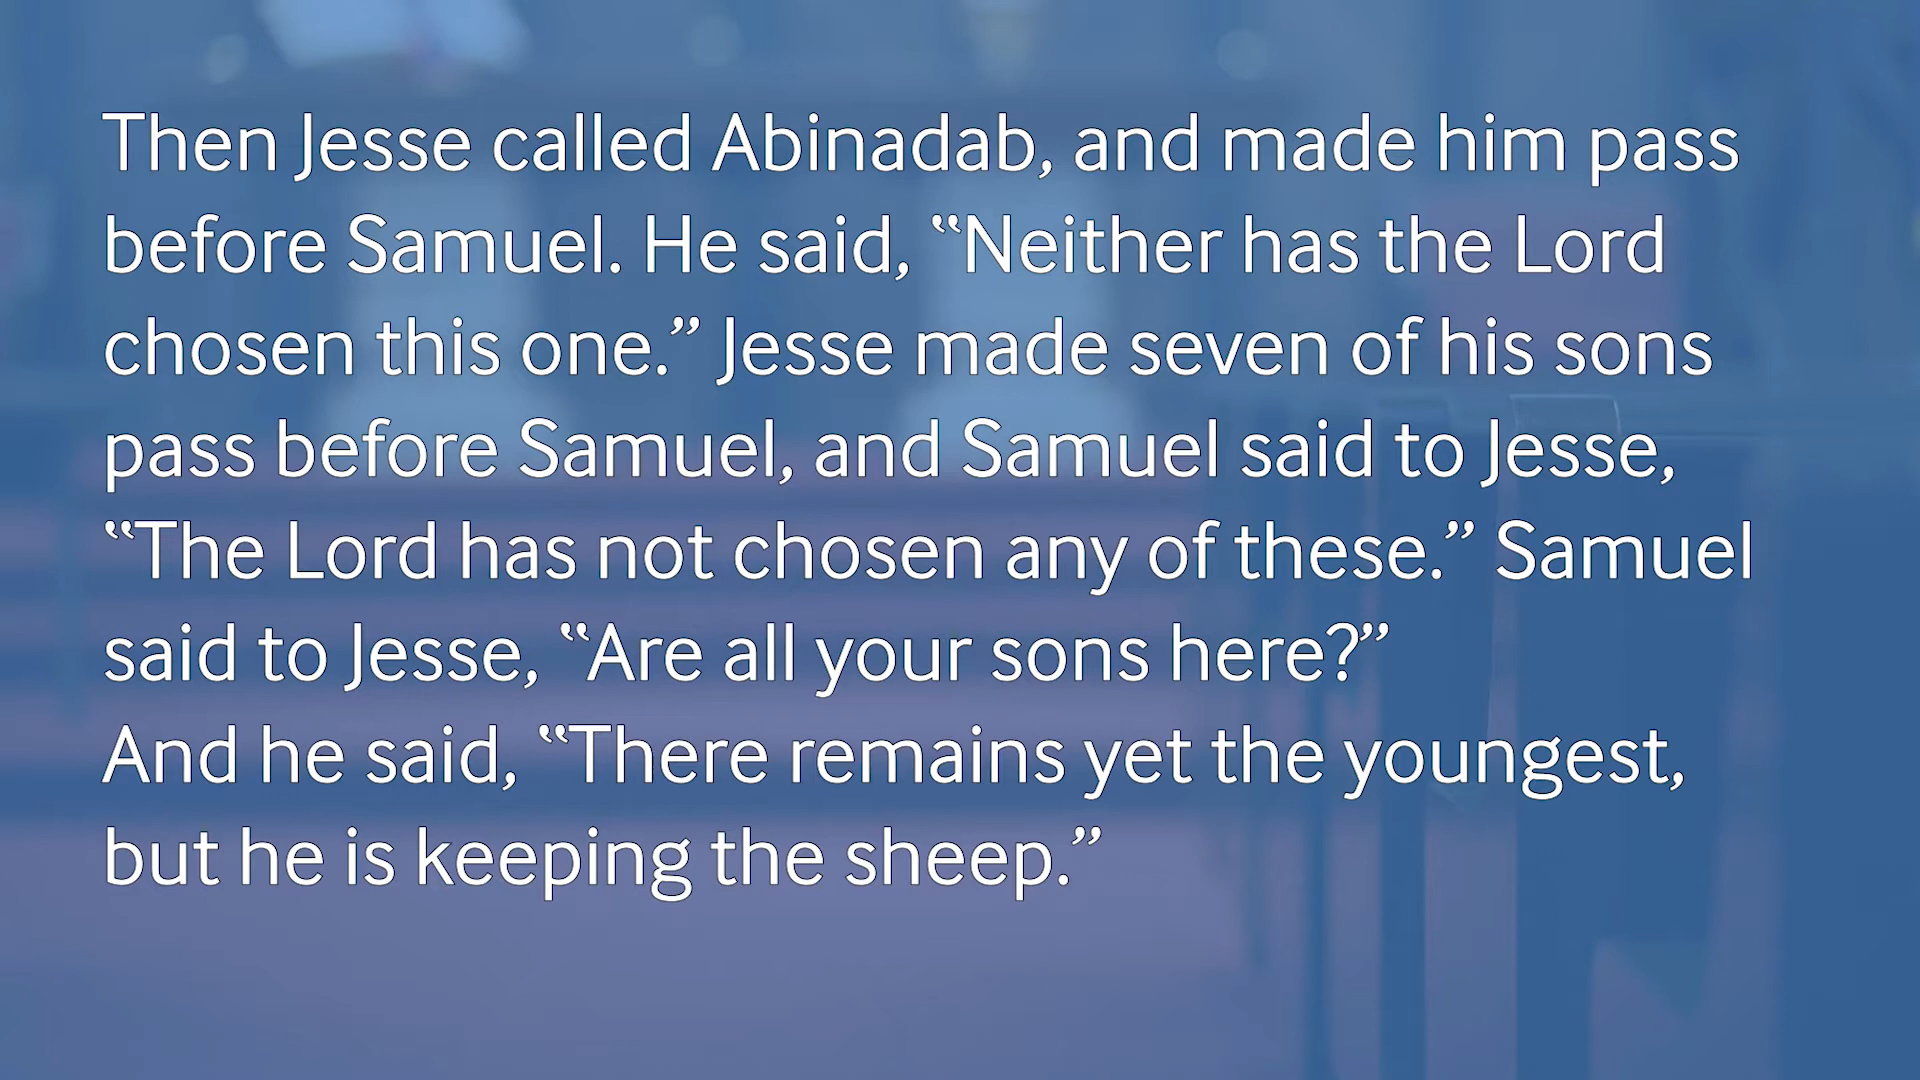 Then Jesse called Abinadab, and made him pass
before Samuel. He said, “Neither has the Lord
chosen this one.” Jesse made seven of his sons
pass before Samuel, and Samuel said to Jesse,
“The Lord has not chosen any of these.” Samuel
said to Jesse, “Are all your sons here?”
And he said, “There remains yet the youngest,
but he is keeping the sheep.”